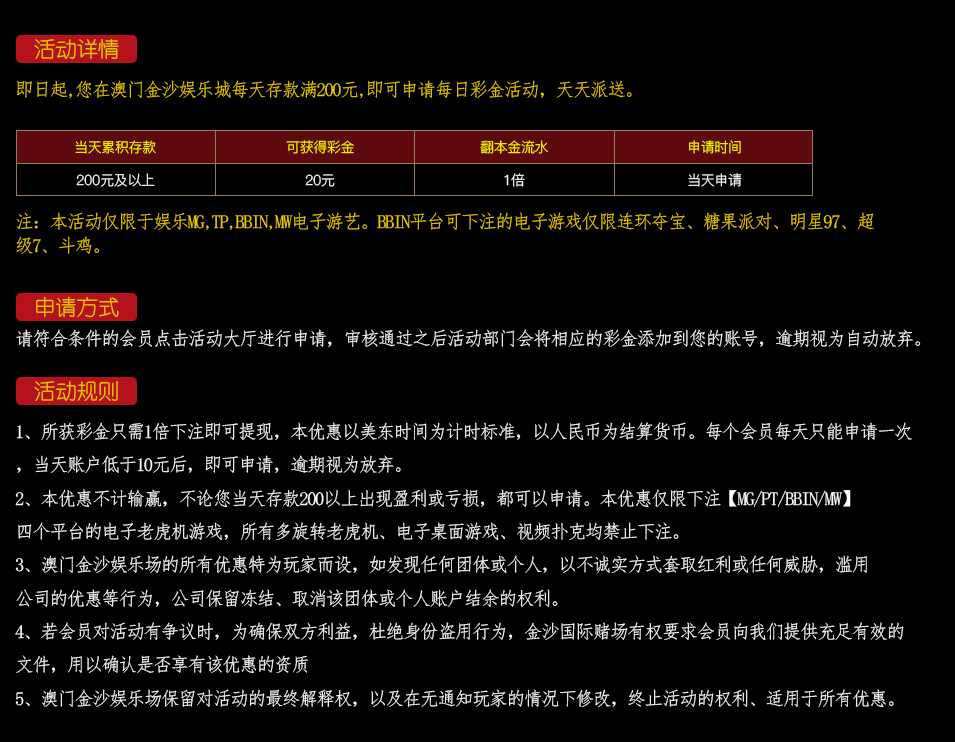 活动详情
即日起,您在澳门金沙娱乐城每天存款满200元,即可申请每日彩金活动，天天派送。
当天累积存款 可获得彩金 翻本金流水 申请时间
200元及以上 20元 1倍 当天申请
注：本活动仅限于娱乐MG,TP,BBIN,MW电子游艺。BBIN平台可下注的电子游戏仅限连环夺宝、糖果派对、明星97、超
级7、斗鸡。
申请方式
请符合条件的会员点击活动大厅进行申请，审核通过之后活动部门会将相应的彩金添加到您的账号，逾期视为自动放弃。
活动规则
1、所获彩金只需1倍下注即可提现，本优惠以美东时间为计时标准，以人民币为结算货币。每个会员每天只能申请一次
，当天账户低于10元后，即可申请，逾期视为放弃。
2、本优惠不计输赢，不论您当天存款200以上出现盈利或亏损，都可以申请。本优惠仅限下注【MG/PT/BBIN/MW】
四个平台的电子老虎机游戏，所有多旋转老虎机、电子桌面游戏、视频扑克均禁止下注。
3、澳门金沙娱乐场的所有优惠特为玩家而设，如发现任何团体或个人，以不诚实方式套取红利或任何威胁，滥用
公司的优惠等行为，公司保留冻结、取消该团体或个人账户结余的权利。
4、若会员对活动有争议时，为确保双方利益，杜绝身份盗用行为，金沙国际赌场有权要求会员向我们提供充足有效的
文件，用以确认是否享有该优惠的资质
5、澳门金沙娱乐场保留对活动的最终解释权，以及在无通知玩家的情况下修改，终止活动的权利、适用于所有优惠。